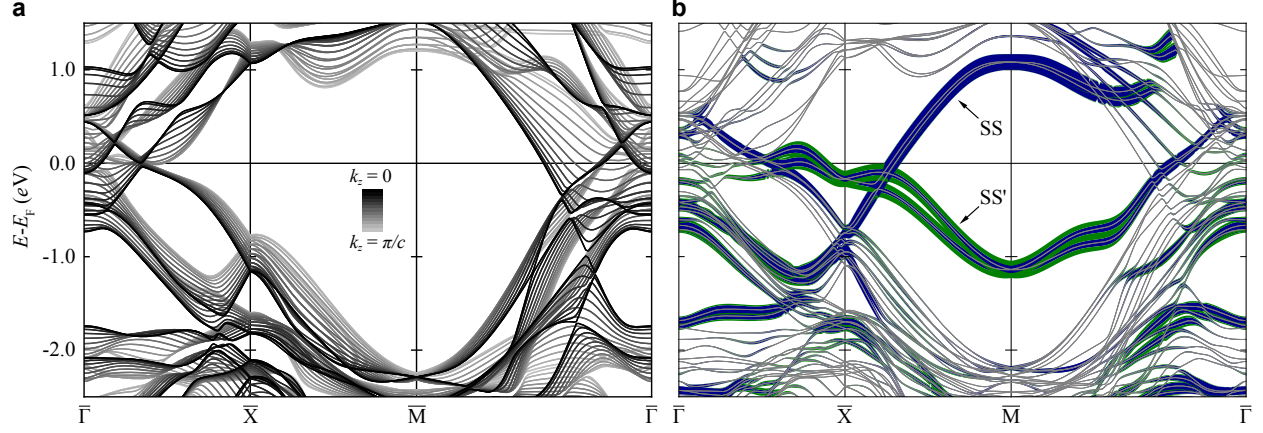 a
b
1.0
0.0
-1.0
-2.0
E-E_F (eV)
k_z = 0
k_z = π/c
SS
SS'
Γ̅ X̅ M̅ Γ̅
Γ̅ X̅ M̅ Γ̅